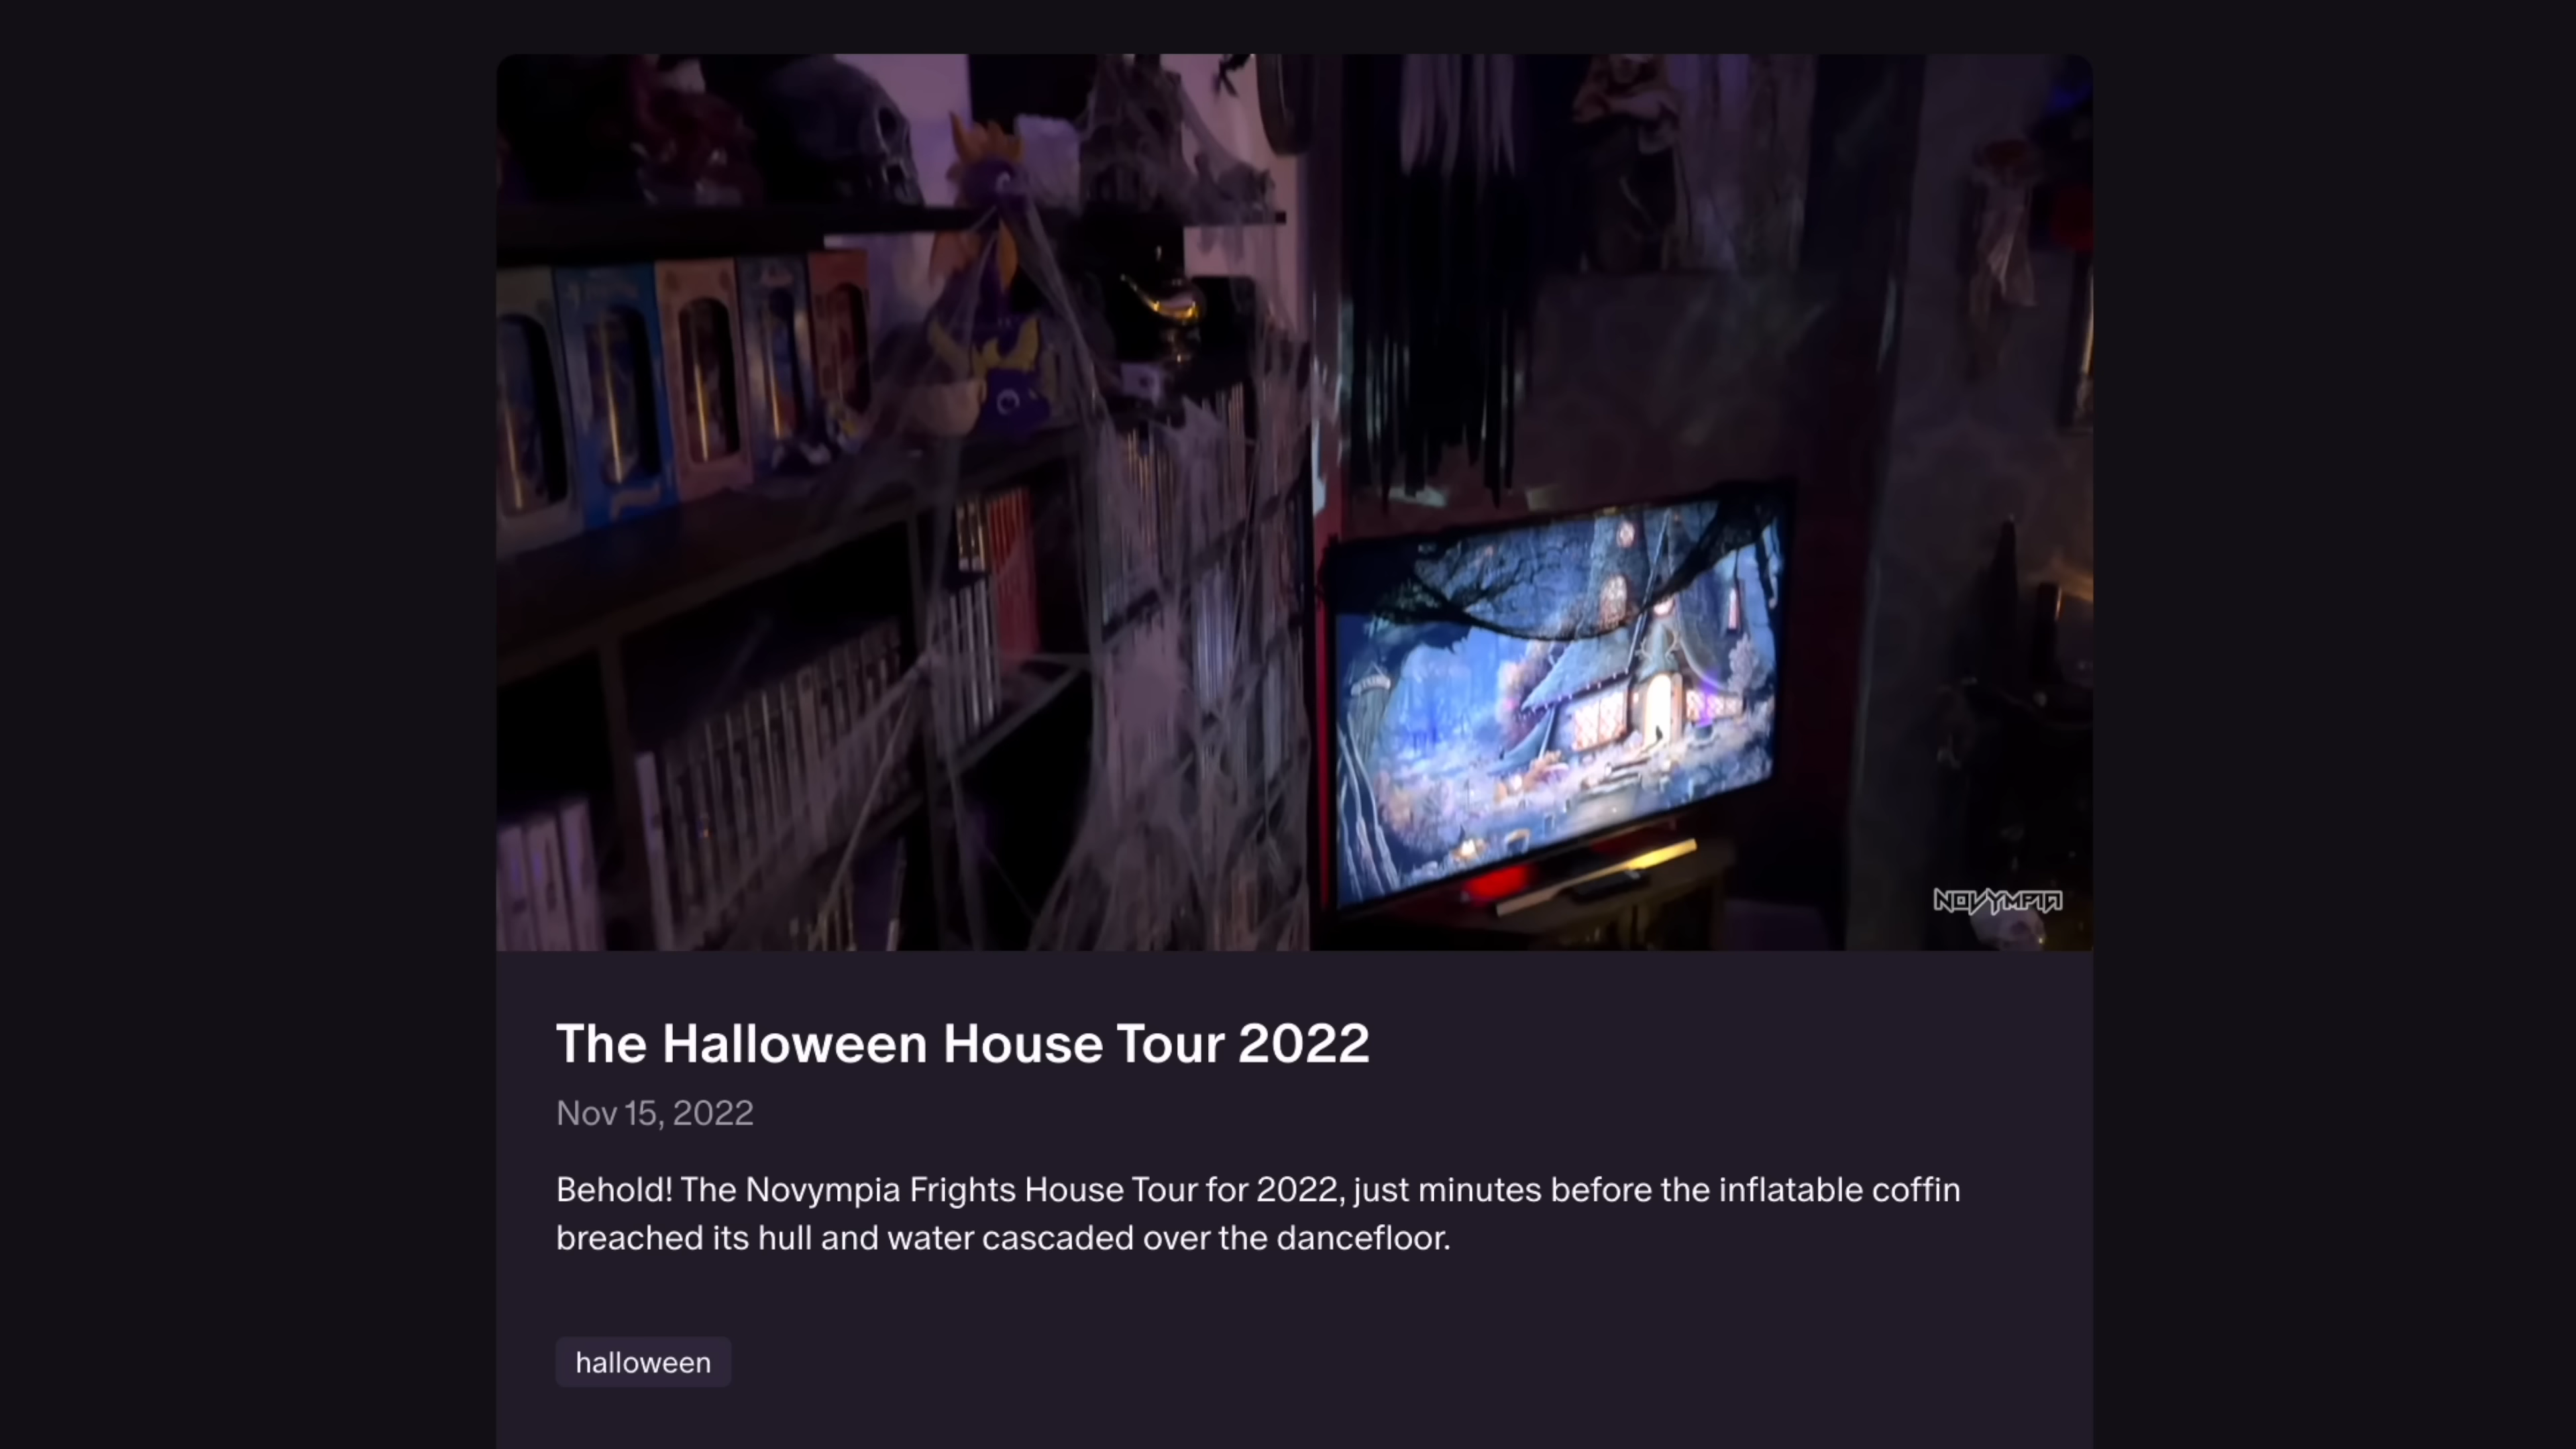 NOVYMPIA
The Halloween House Tour 2022
Nov 15, 2022
Behold! The Novympia Frights House Tour for 2022, just minutes before the inflatable coffin
breached its hull and water cascaded over the dancefloor.
halloween